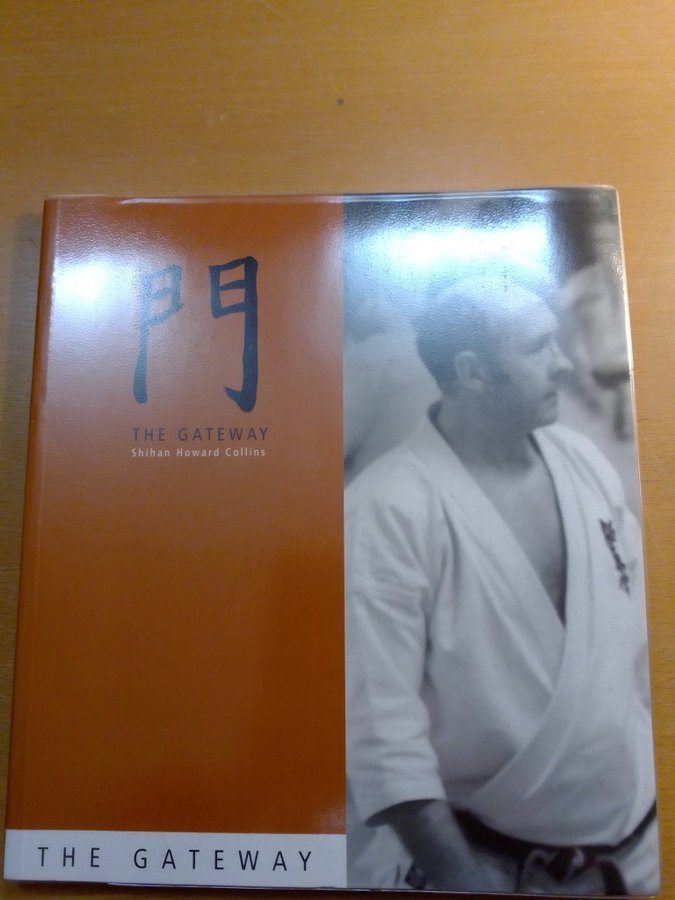 門
THE GATEWAY
Shihan Howard Collins
THE GATEWAY